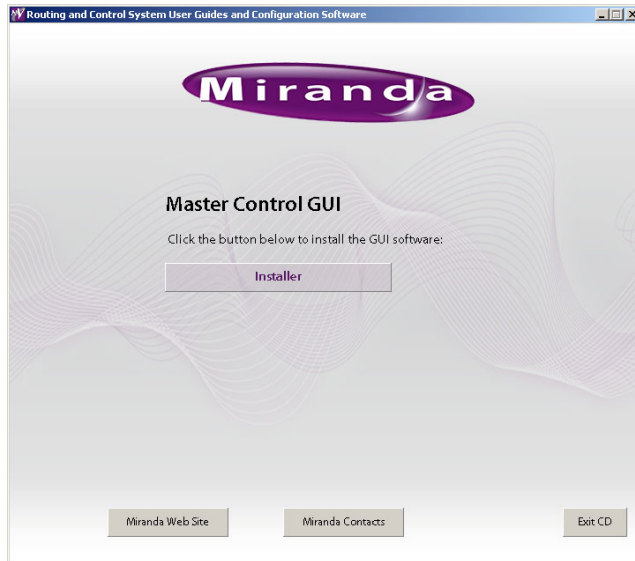 Routing and Control System User Guides and Configuration Software
Miranda
Master Control GUI
Click the button below to install the GUI software:
Installer
Miranda Web Site
Miranda Contacts
Exit CD